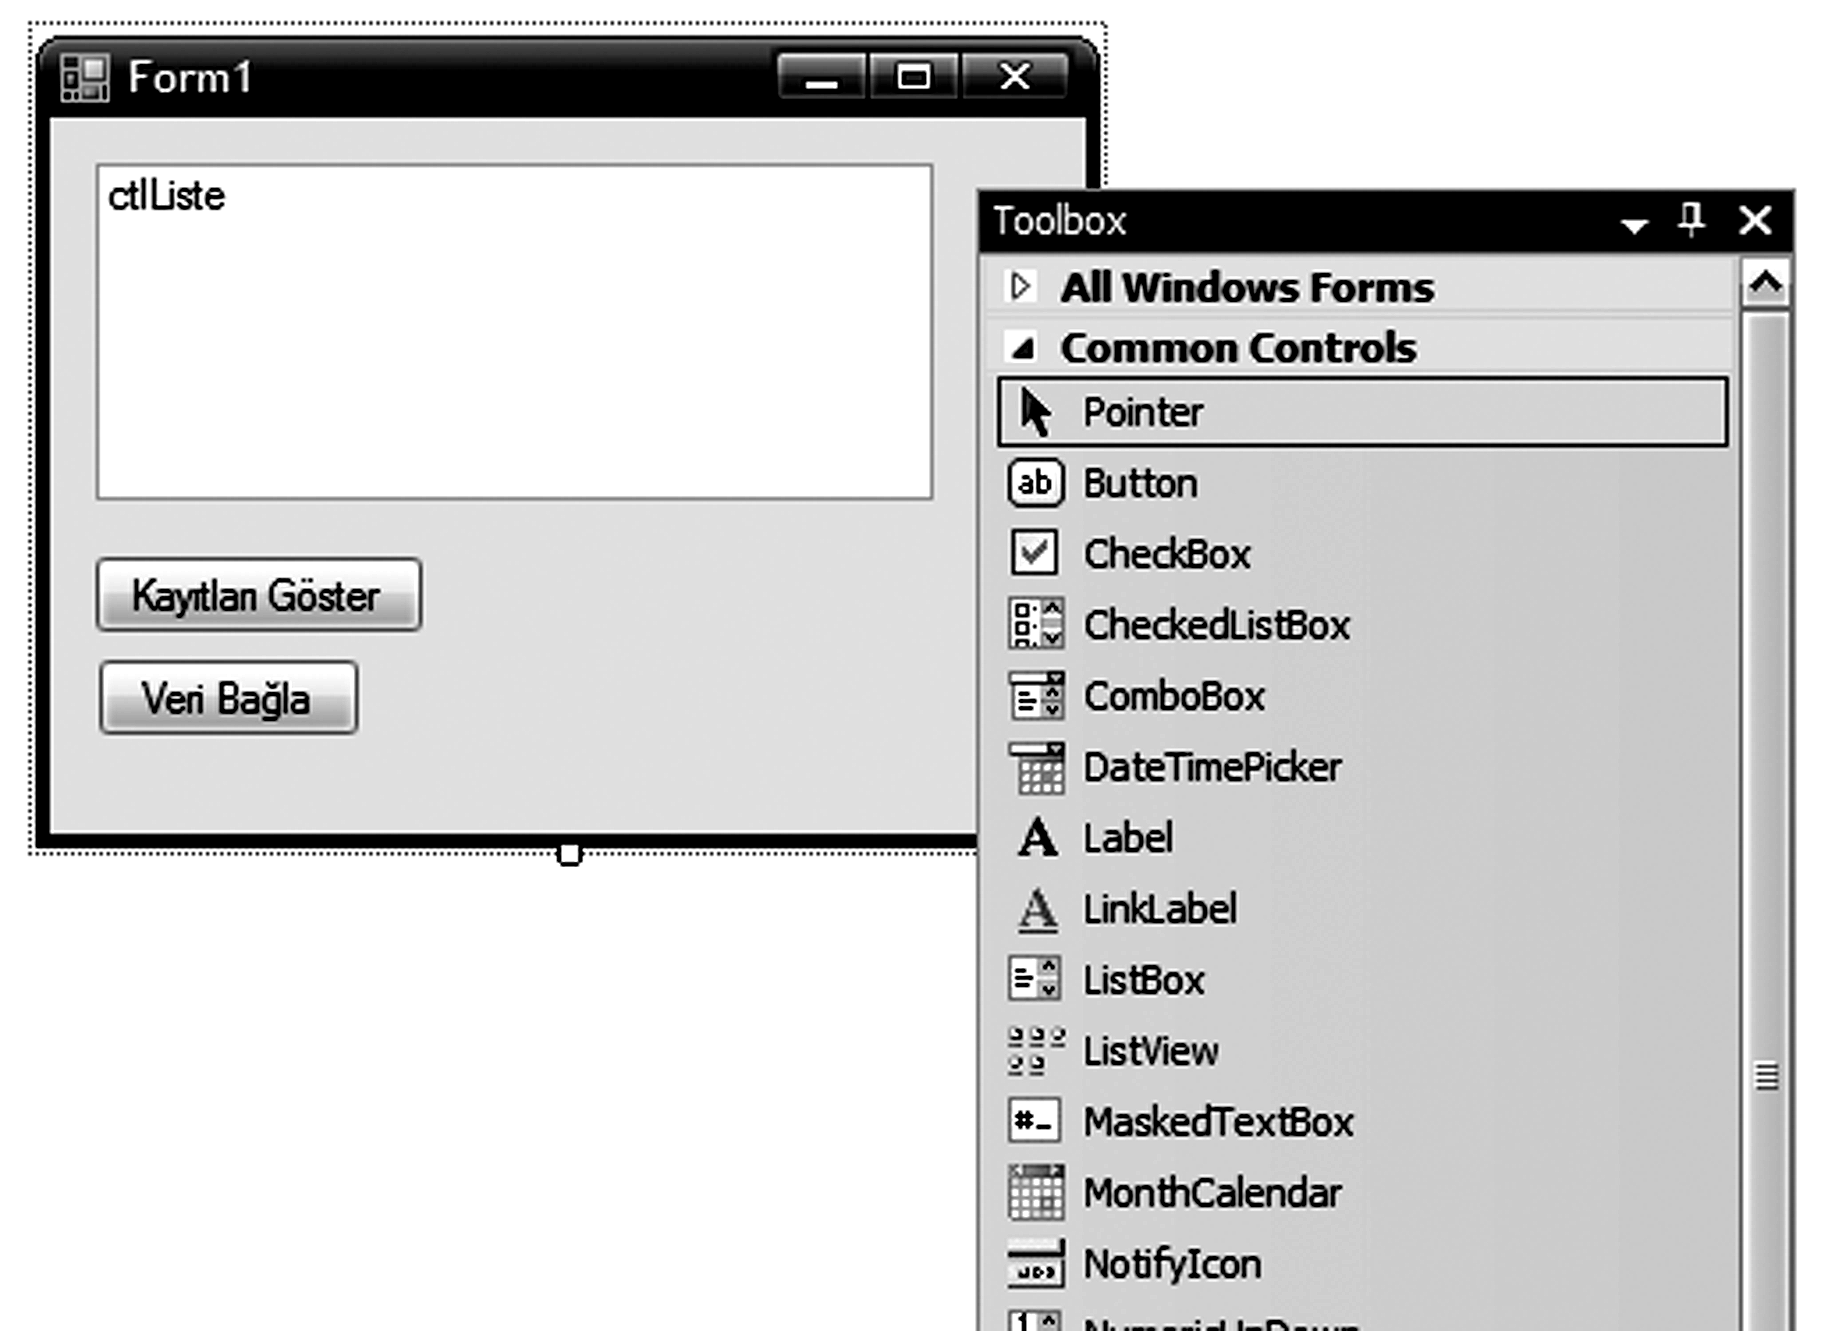 Form1
ctlListe
Kayıtları Göster
Veri Bağla
Toolbox
All Windows Forms
Common Controls
Pointer
Button
CheckBox
CheckedListBox
ComboBox
DateTimePicker
Label
LinkLabel
ListBox
ListView
MaskedTextBox
MonthCalendar
NotifyIcon
NumericUpDown